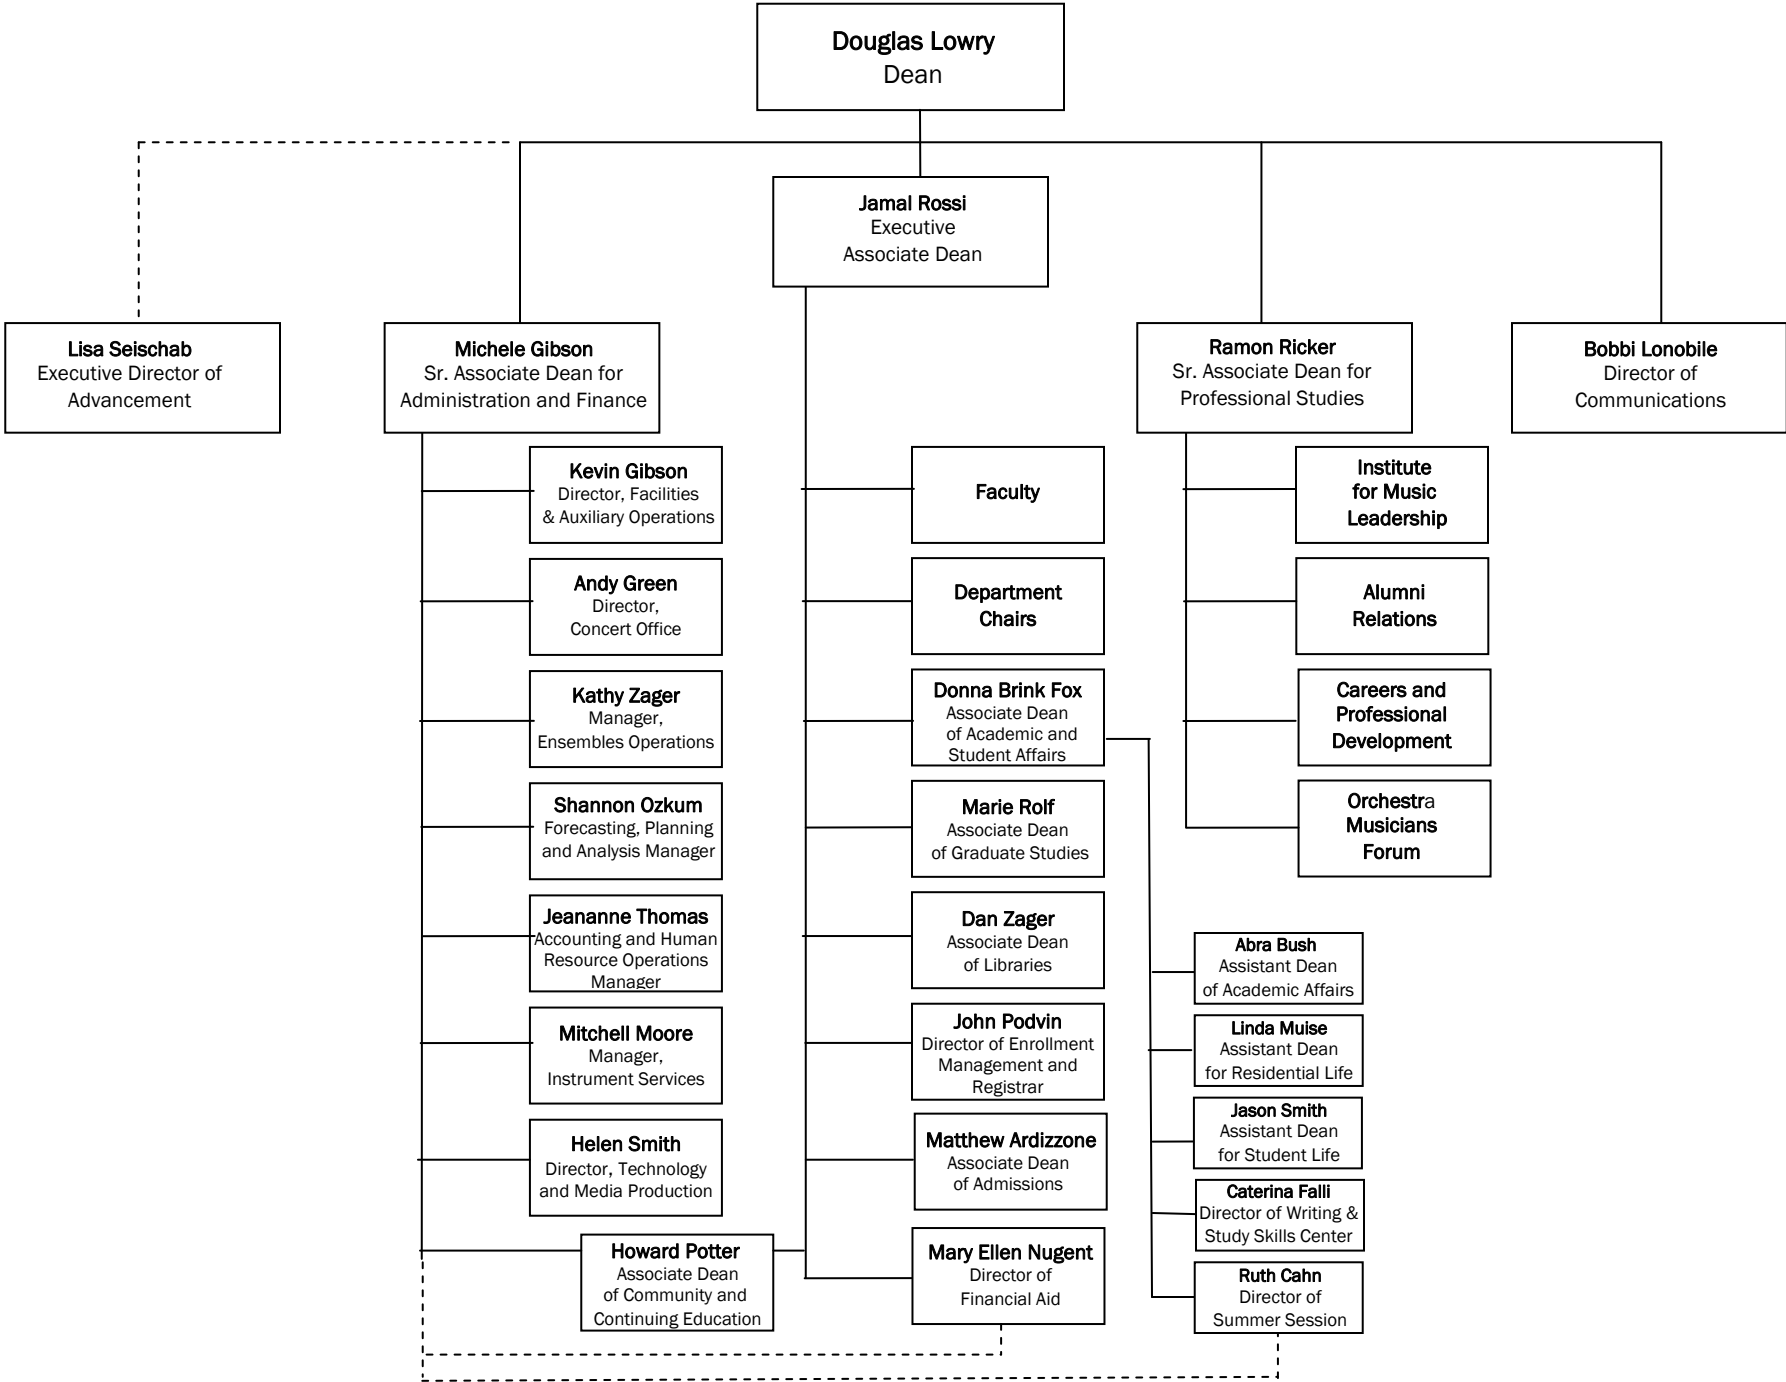 Douglas Lowry
Dean
Jamal Rossi
Executive
Associate Dean
Lisa Seischab
Executive Director of
Advancement
Michele Gibson
Sr. Associate Dean for
Administration and Finance
Ramon Ricker
Sr. Associate Dean for
Professional Studies
Bobbi Lonobile
Director of
Communications
Kevin Gibson
Director, Facilities
& Auxiliary Operations
Andy Green
Director,
Concert Office
Kathy Zager
Manager,
Ensembles Operations
Shannon Ozkum
Forecasting, Planning
and Analysis Manager
Jeananne Thomas
Accounting and Human
Resource Operations
Manager
Mitchell Moore
Manager,
Instrument Services
Helen Smith
Director, Technology
and Media Production
Howard Potter
Associate Dean
of Community and
Continuing Education
Faculty
Department
Chairs
Donna Brink Fox
Associate Dean
of Academic and
Student Affairs
Marie Rolf
Associate Dean
of Graduate Studies
Dan Zager
Associate Dean
of Libraries
John Podvin
Director of Enrollment
Management and
Registrar
Matthew Ardizzone
Associate Dean
of Admissions
Mary Ellen Nugent
Director of
Financial Aid
Institute
for Music
Leadership
Alumni
Relations
Careers and
Professional
Development
Orchestra
Musicians
Forum
Abra Bush
Assistant Dean
of Academic Affairs
Linda Muise
Assistant Dean
for Residential Life
Jason Smith
Assistant Dean
for Student Life
Caterina Falli
Director of Writing &
Study Skills Center
Ruth Cahn
Director of
Summer Session